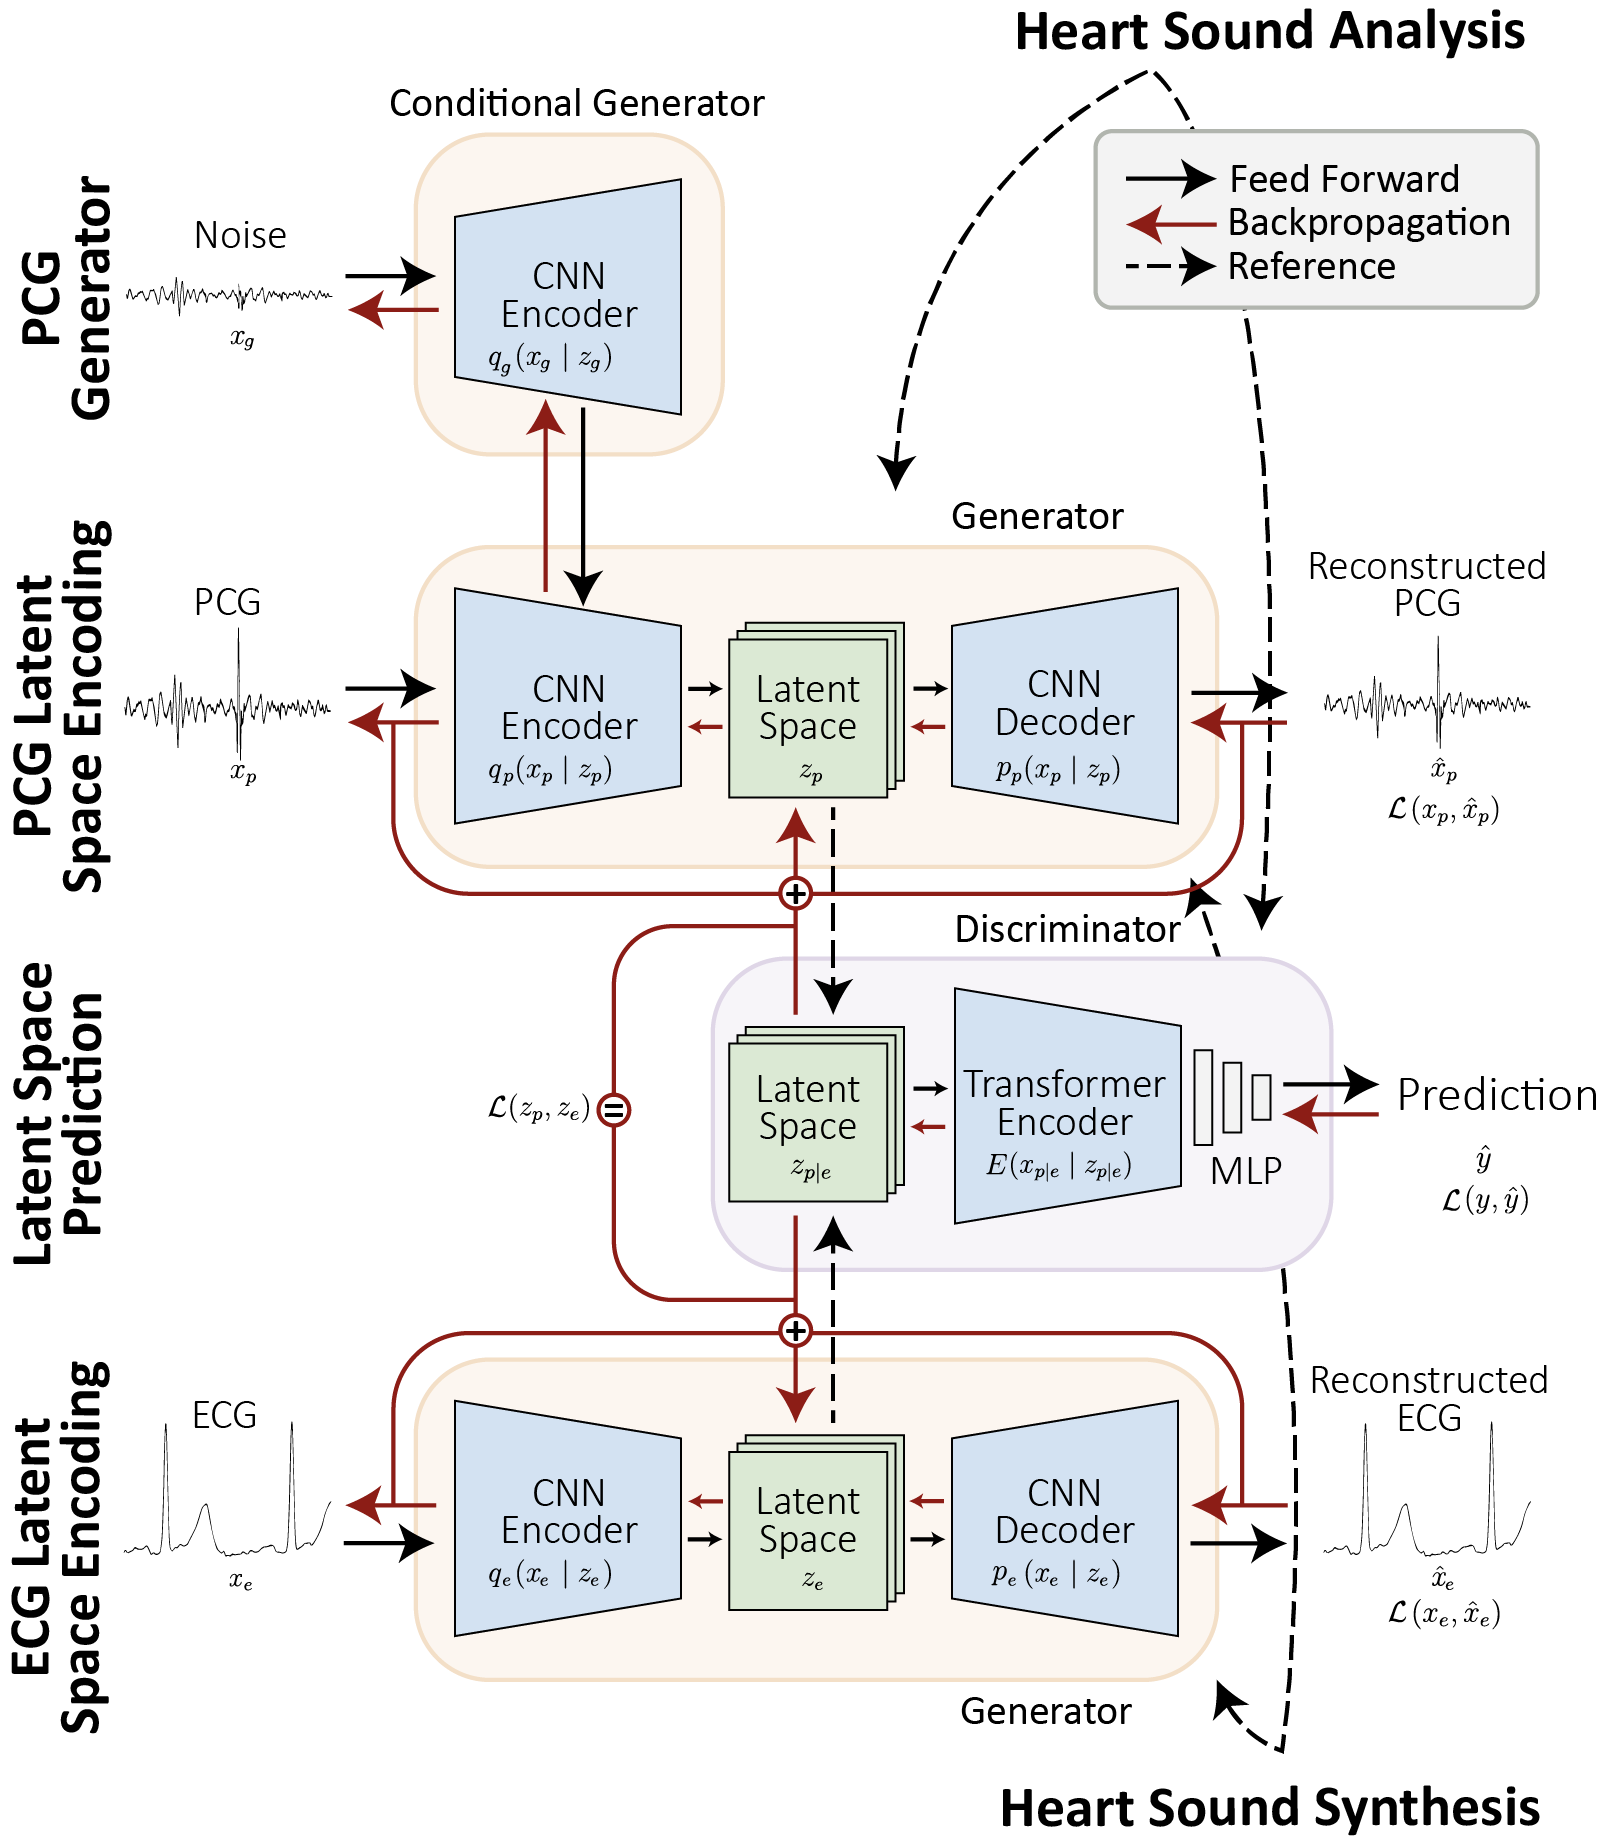 Heart Sound Analysis
Conditional Generator
Feed Forward
Backpropagation
Reference
PCG
Generator
Noise
x_g
CNN
Encoder
q_g(x_g | z_g)
Generator
PCG Latent
Space Encoding
PCG
x_p
CNN
Encoder
q_p(x_p | z_p)
Latent
Space
z_p
CNN
Decoder
p_p(x_p | z_p)
Reconstructed
PCG
x̂_p
ℒ(x_p, x̂_p)
+
Discriminator
Latent Space
Prediction
ℒ(z_p, z_e)
=
Latent
Space
z_{p|e}
Transformer
Encoder
E(x_{p|e} | z_{p|e})
MLP
Prediction
ŷ
ℒ(y, ŷ)
+
ECG Latent
Space Encoding
ECG
x_e
CNN
Encoder
q_e(x_e | z_e)
Latent
Space
z_e
CNN
Decoder
p_e(x_e | z_e)
Reconstructed
ECG
x̂_e
ℒ(x_e, x̂_e)
Generator
Heart Sound Synthesis